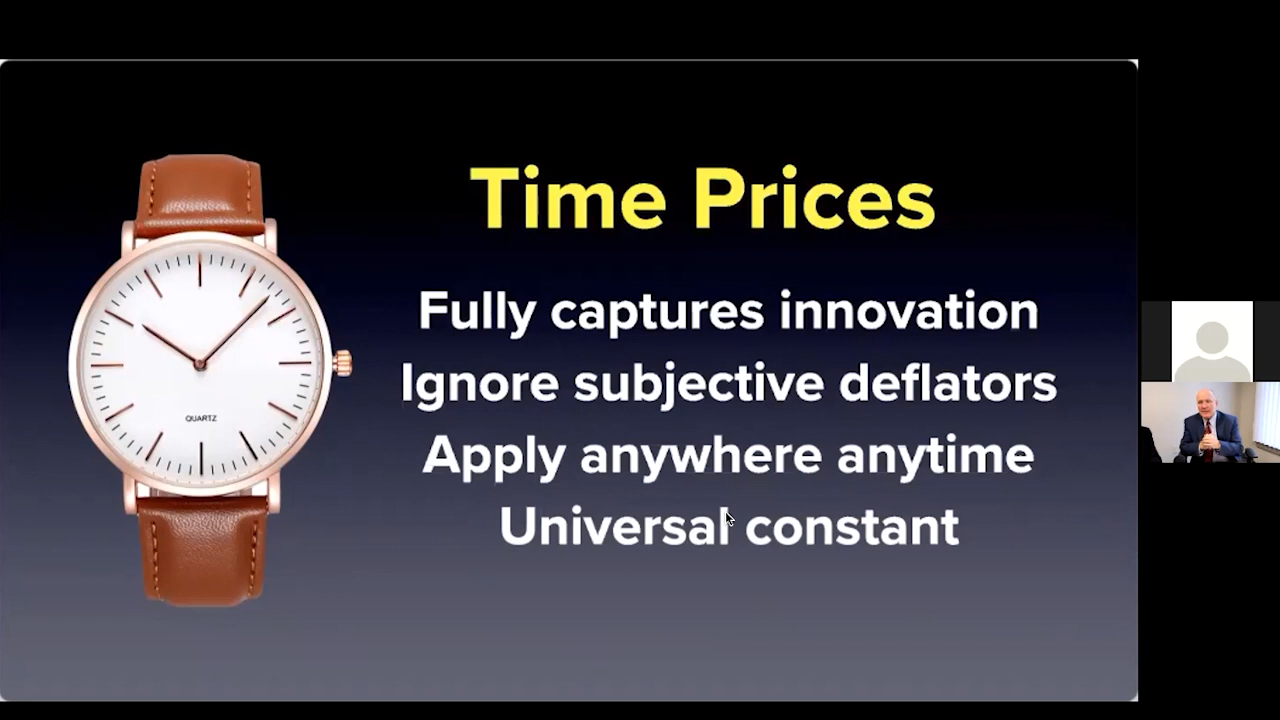 Time Prices
Fully captures innovation
Ignore subjective deflators
Apply anywhere anytime
Universal constant
QUARTZ